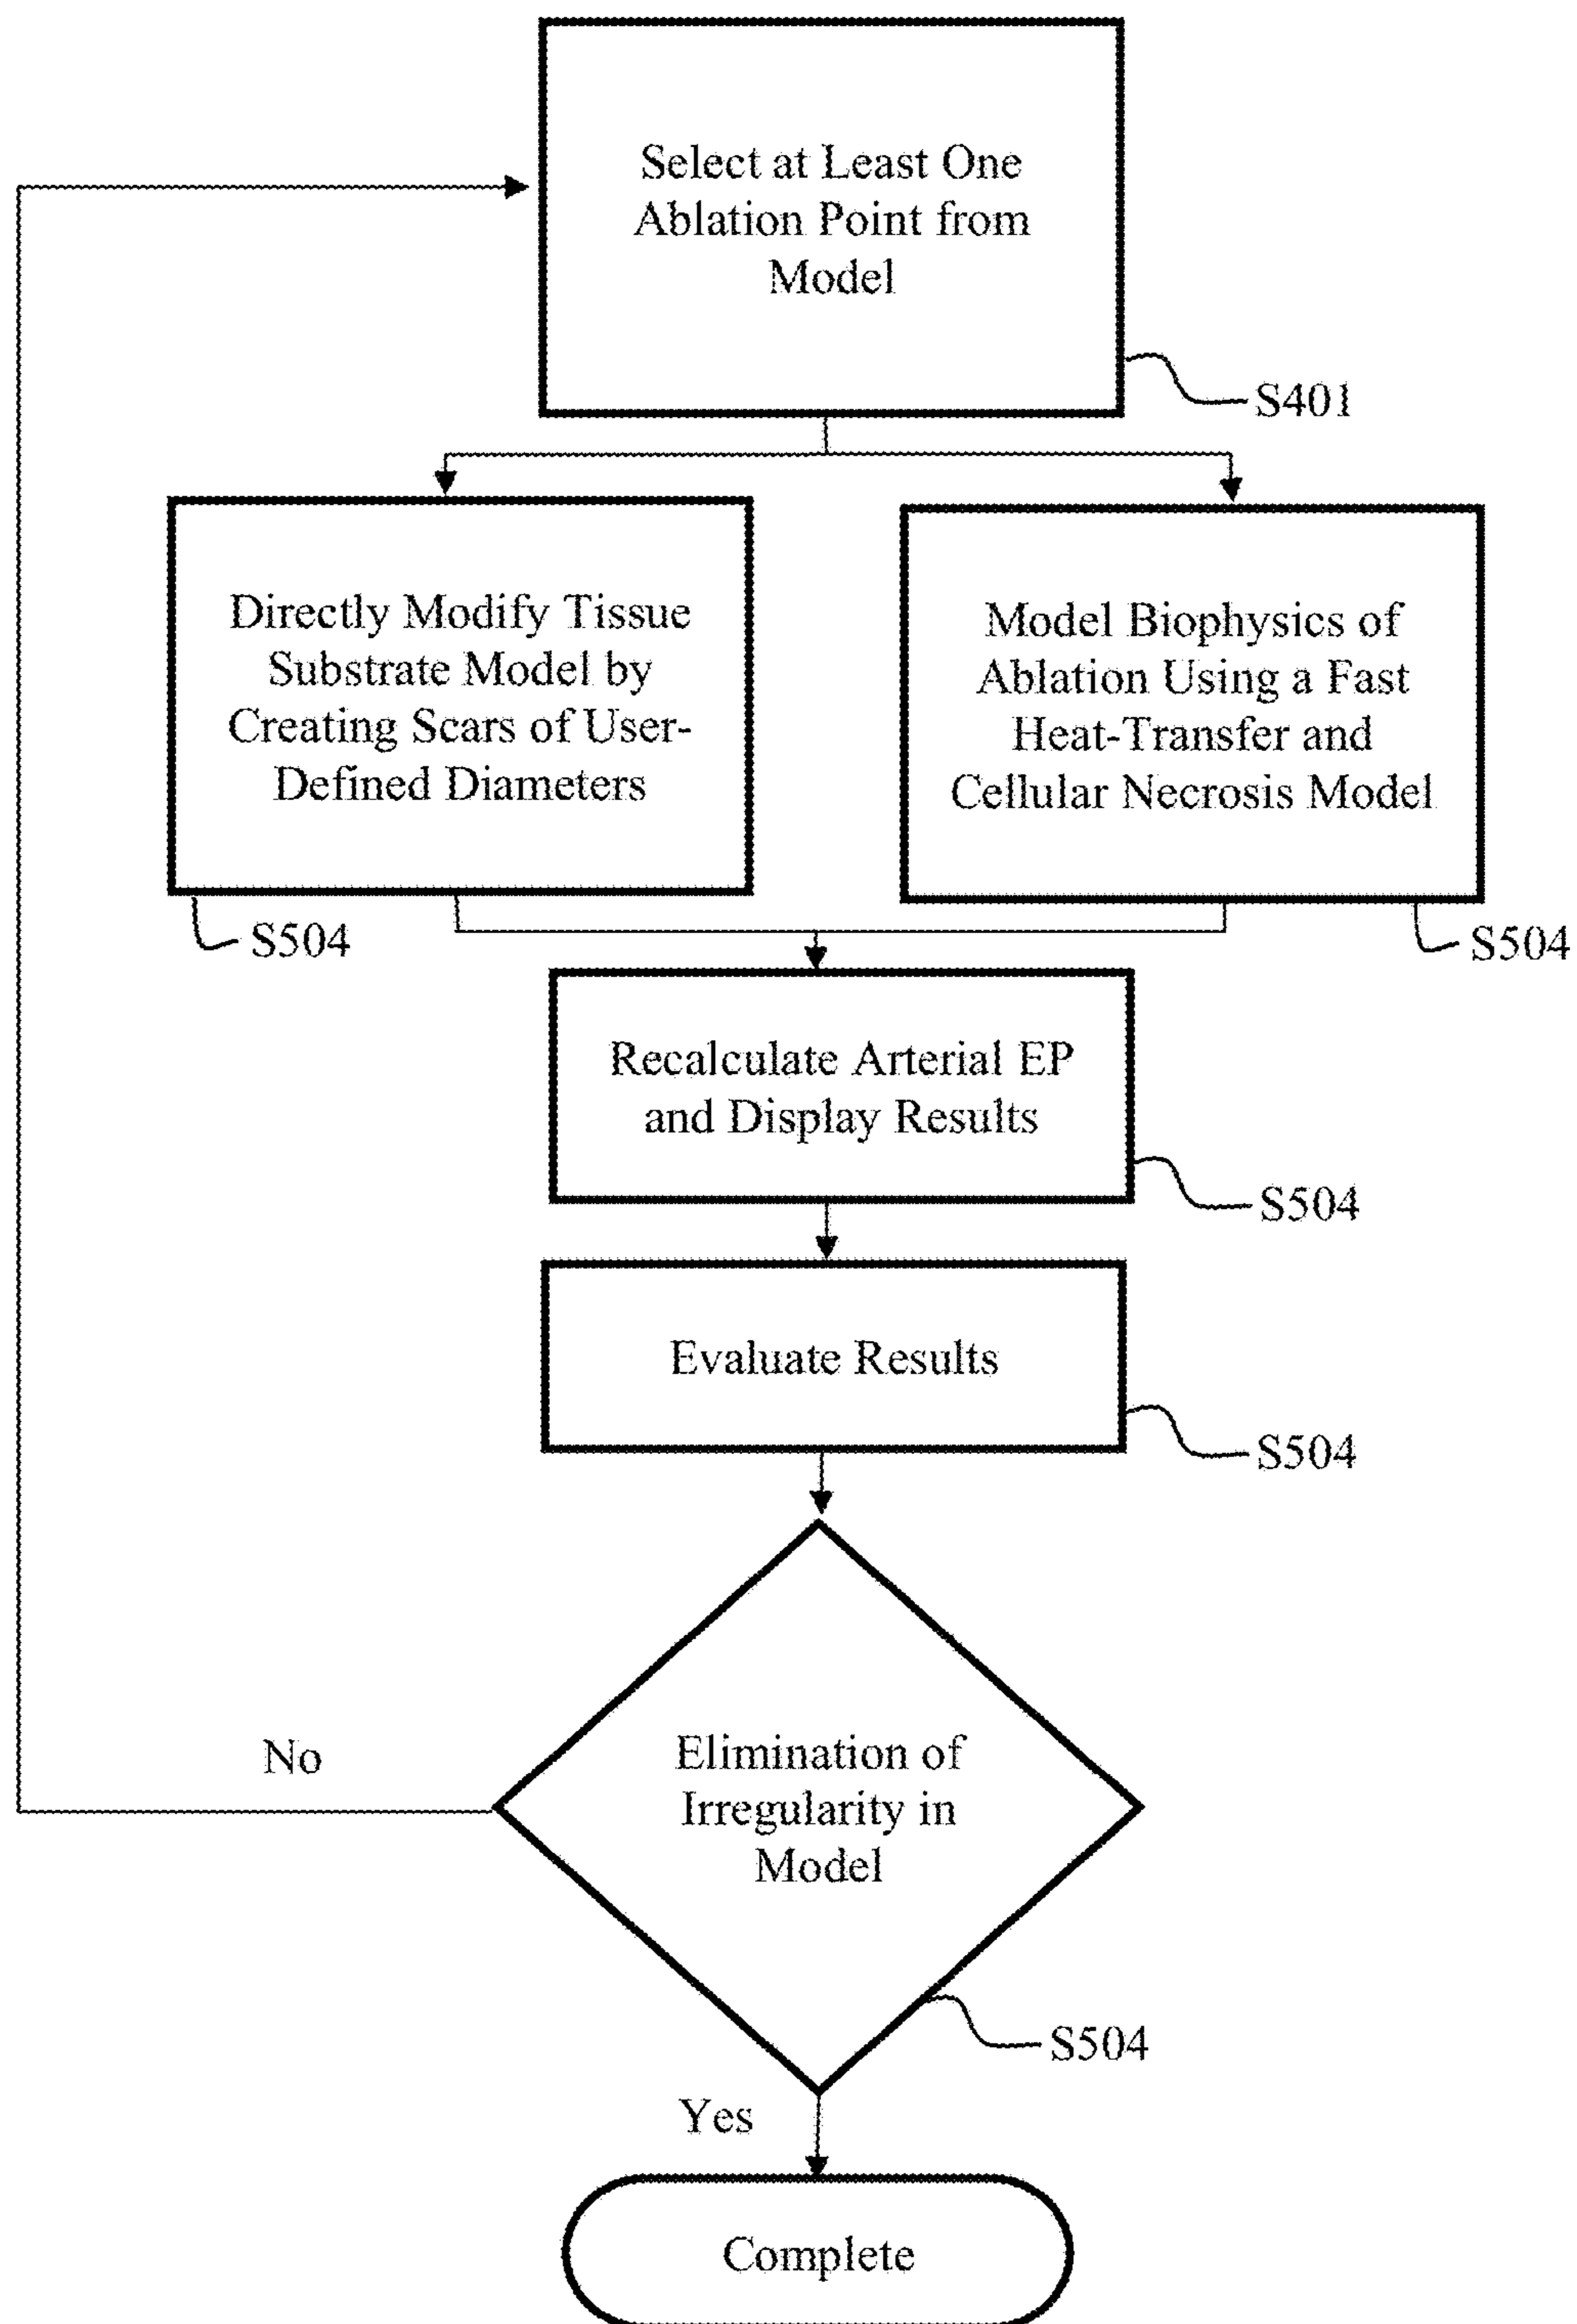 Select at Least One
Ablation Point from
Model
S401
Directly Modify Tissue
Substrate Model by
Creating Scars of User-
Defined Diameters
S504
Model Biophysics of
Ablation Using a Fast
Heat-Transfer and
Cellular Necrosis Model
S504
Recalculate Arterial EP
and Display Results
S504
Evaluate Results
S504
Elimination of
Irregularity in
Model
S504
No
Yes
Complete